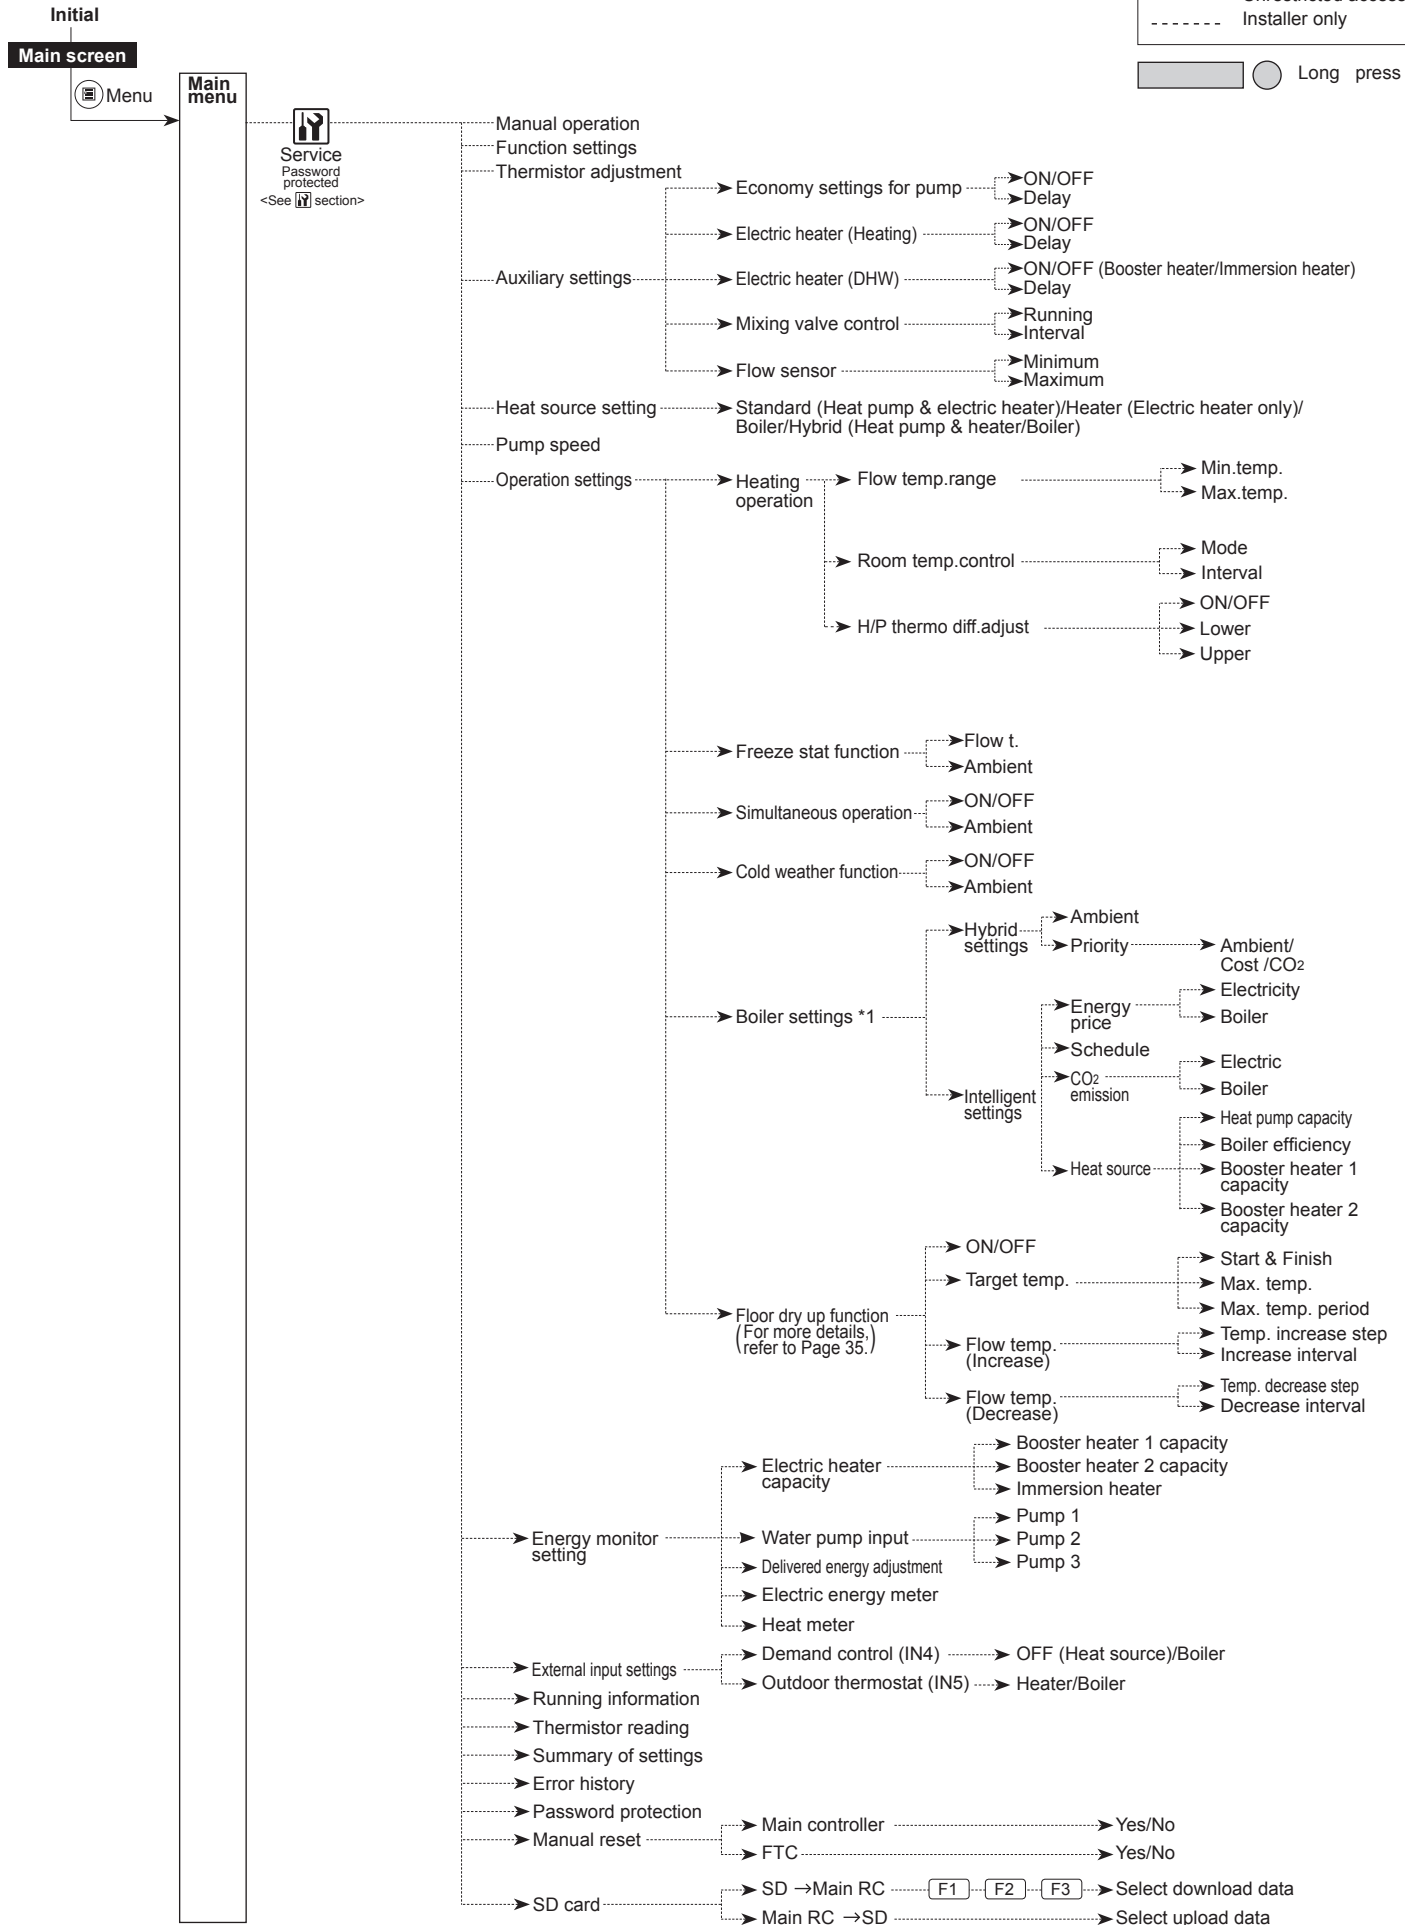 Initial
Main screen
Menu
Main
menu
Service
Password
protected
<See section>
Installer only
Long press
Manual operation
Function settings
Thermistor adjustment
Auxiliary settings
Economy settings for pump
ON/OFF
Delay
Electric heater (Heating)
ON/OFF
Delay
Electric heater (DHW)
ON/OFF (Booster heater/Immersion heater)
Delay
Mixing valve control
Running
Interval
Flow sensor
Minimum
Maximum
Heat source setting
Standard (Heat pump & electric heater)/Heater (Electric heater only)/
Boiler/Hybrid (Heat pump & heater/Boiler)
Pump speed
Operation settings
Heating
operation
Flow temp.range
Min.temp.
Max.temp.
Room temp.control
Mode
Interval
H/P thermo diff.adjust
ON/OFF
Lower
Upper
Freeze stat function
Flow t.
Ambient
Simultaneous operation
ON/OFF
Ambient
Cold weather function
ON/OFF
Ambient
Boiler settings *1
Hybrid
settings
Ambient
Priority
Ambient/
Cost /CO2
Intelligent
settings
Energy
price
Electricity
Boiler
Schedule
CO2
emission
Electric
Boiler
Heat source
Heat pump capacity
Boiler efficiency
Booster heater 1
capacity
Booster heater 2
capacity
Floor dry up function
(For more details,
refer to Page 35.)
ON/OFF
Target temp.
Start & Finish
Max. temp.
Max. temp. period
Flow temp.
(Increase)
Temp. increase step
Increase interval
Flow temp.
(Decrease)
Temp. decrease step
Decrease interval
Energy monitor
setting
Electric heater
capacity
Booster heater 1 capacity
Booster heater 2 capacity
Immersion heater
Water pump input
Pump 1
Pump 2
Pump 3
Delivered energy adjustment
Electric energy meter
Heat meter
External input settings
Demand control (IN4)
OFF (Heat source)/Boiler
Outdoor thermostat (IN5)
Heater/Boiler
Running information
Thermistor reading
Summary of settings
Error history
Password protection
Manual reset
Main controller
Yes/No
FTC
Yes/No
SD card
SD →Main RC
F1
F2
F3
Select download data
Main RC →SD
Select upload data